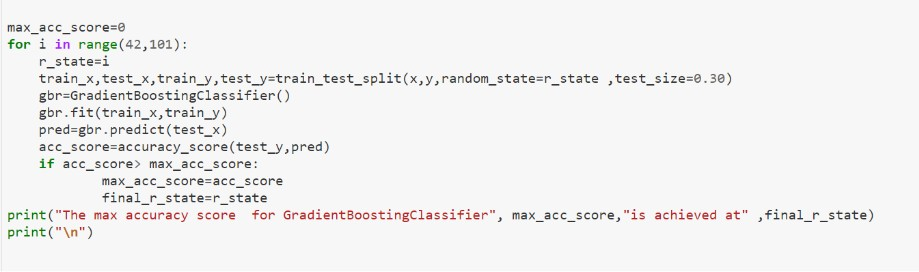 max_acc_score=0
for i in range(42,101):
    r_state=i
    train_x,test_x,train_y,test_y=train_test_split(x,y,random_state=r_state ,test_size=0.30)
    gbr=GradientBoostingClassifier()
    gbr.fit(train_x,train_y)
    pred=gbr.predict(test_x)
    acc_score=accuracy_score(test_y,pred)
    if acc_score> max_acc_score:
            max_acc_score=acc_score
            final_r_state=r_state
print("The max accuracy score  for GradientBoostingClassifier", max_acc_score,"is achieved at" ,final_r_state)
print("\n")